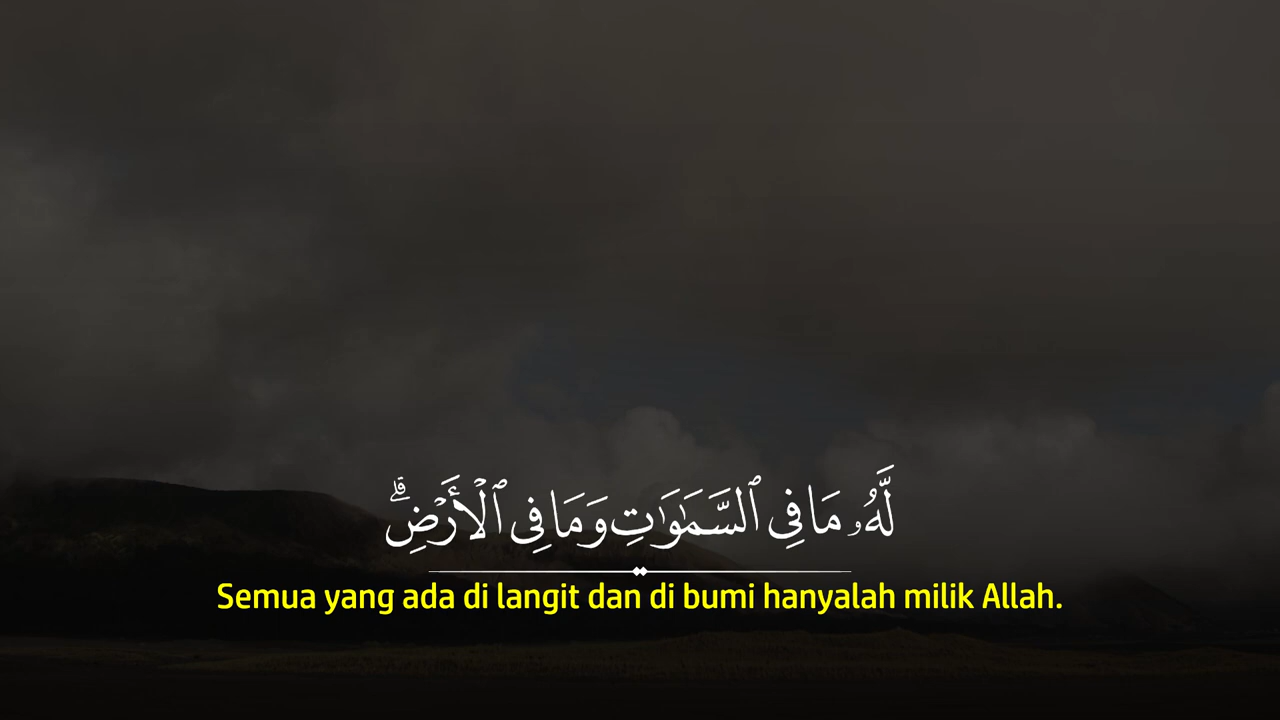 لَّهُۥ مَا فِي ٱلسَّمَـٰوَٰتِ وَمَا فِي ٱلۡأَرۡضِۗ
Semua yang ada di langit dan di bumi hanyalah milik Allah.